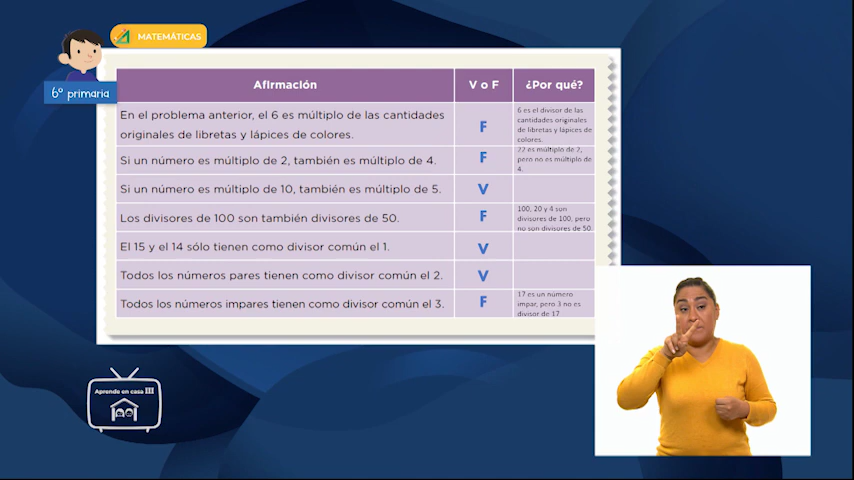 MATEMÁTICAS
6° primaria
Afirmación
V o F
¿Por qué?
En el problema anterior, el 6 es múltiplo de las cantidades
originales de libretas y lápices de colores.
F
6 es el divisor de las
cantidades originales
de libretas y lápices de
colores.
Si un número es múltiplo de 2, también es múltiplo de 4.
F
22 es múltiplo de 2,
pero no es múltiplo de
4.
Si un número es múltiplo de 10, también es múltiplo de 5.
V
Los divisores de 100 son también divisores de 50.
F
100, 20 y 4 son
divisores de 100, pero
no son divisores de 50
El 15 y el 14 sólo tienen como divisor común el 1.
V
Todos los números pares tienen como divisor común el 2.
V
Todos los números impares tienen como divisor común el 3.
F
17 es un número
impar, pero 3 no es
divisor de 17
Aprende en casa III